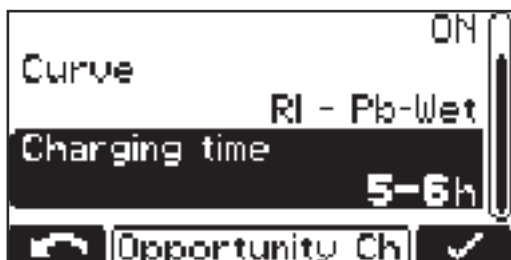 ON
Curve
RI - Pb-Wet
Charging time
5-6h
Opportunity Ch